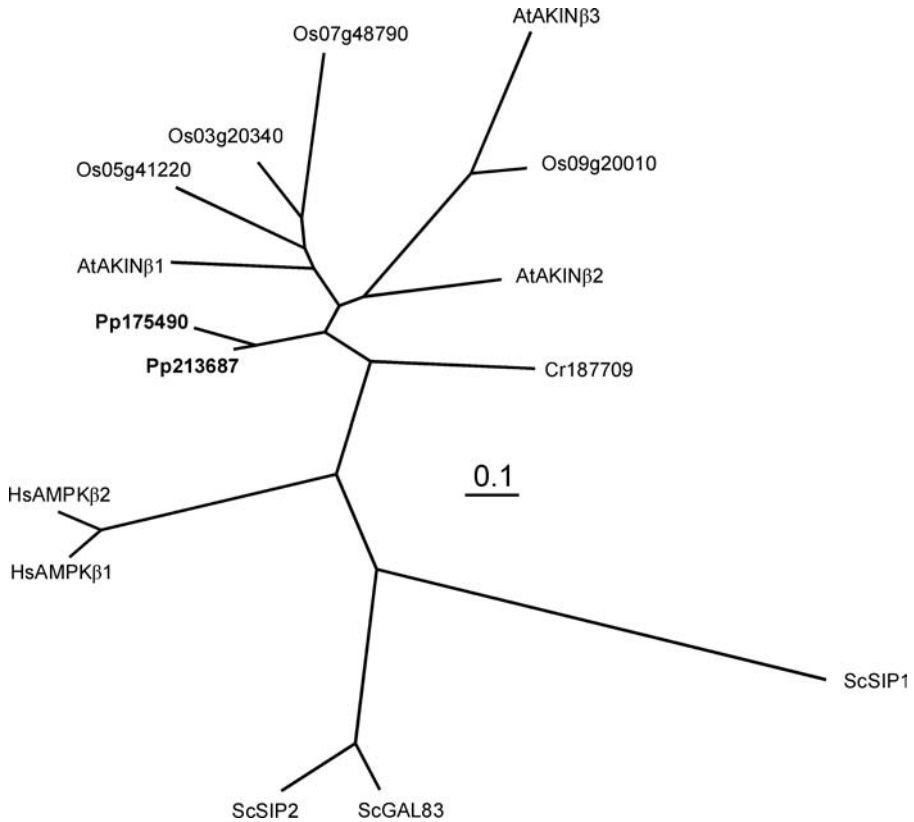 AtAKINβ3
Os07g48790
Os03g20340
Os09g20010
Os05g41220
AtAKINβ1
AtAKINβ2
Pp175490
Pp213687
Cr187709
0.1
HsAMPKβ2
HsAMPKβ1
ScSIP1
ScSIP2
ScGAL83